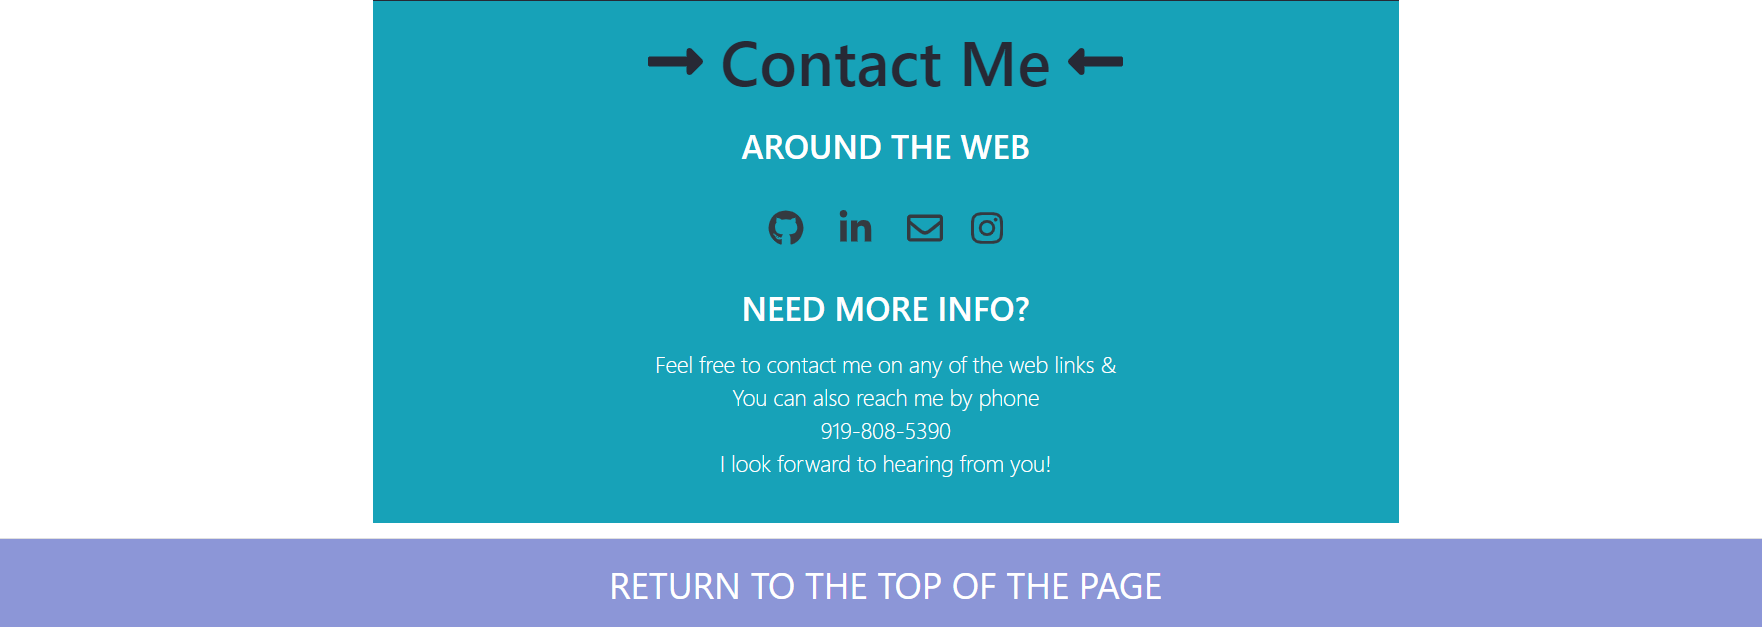 Contact Me
AROUND THE WEB
NEED MORE INFO?
Feel free to contact me on any of the web links &
You can also reach me by phone
919-808-5390
I look forward to hearing from you!
RETURN TO THE TOP OF THE PAGE